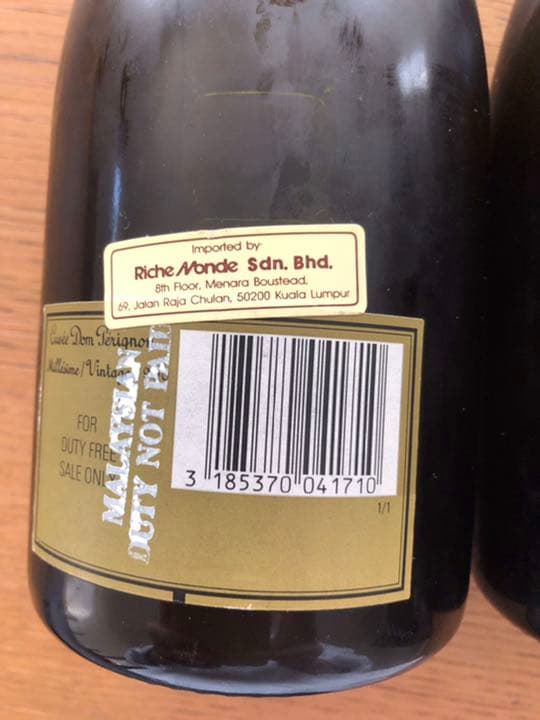 Imported by:
Riche Monde Sdn. Bhd.
8th Floor, Menara Boustead,
69, Jalan Raja Chulan, 50200 Kuala Lumpur
Cuvée Dom Pérignon
Millésime / Vintage
FOR
DUTY FREE
SALE ONLY
MALAYSIAN
DUTY NOT PAID
3 185370 041710
1/1